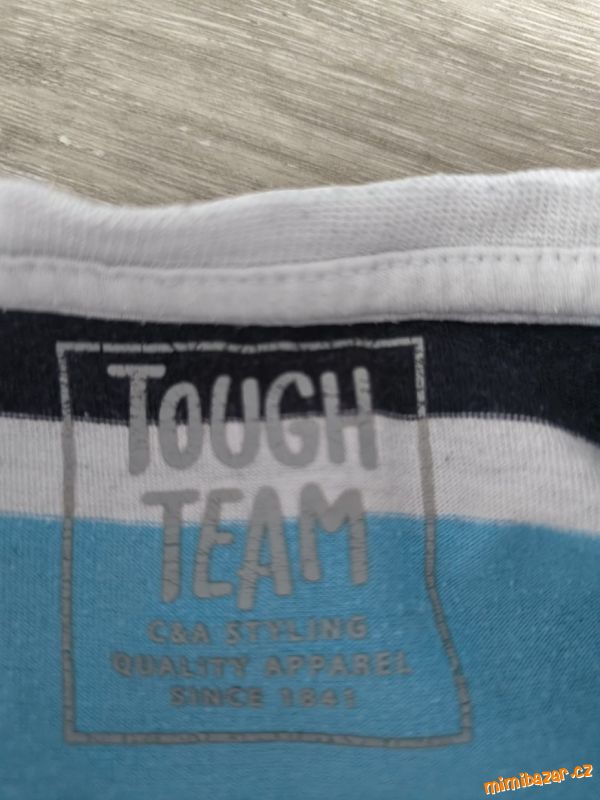 TOUGH
TEAM
C&A STYLING
QUALITY APPAREL
SINCE 1841
mimibazar.cz